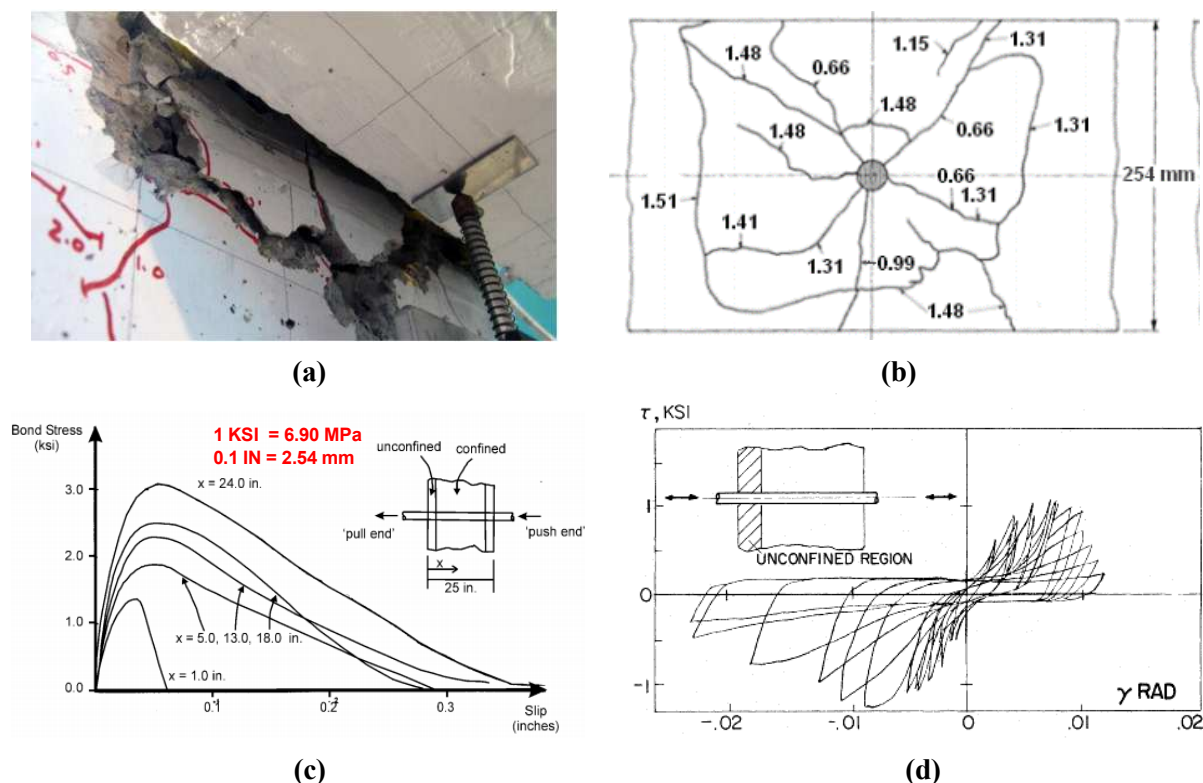 0.5
2.0
1.0
(a)
1.15
1.31
1.48
0.66
1.48
1.31
1.48
0.66
0.66
254 mm
1.31
1.51
1.41
1.31
0.99
1.48
(b)
Bond Stress
(ksi)
1 KSI = 6.90 MPa
0.1 IN = 2.54 mm
unconfined
confined
3.0
x = 24.0 in.
'pull end'
'push end'
2.0
x
25 in.
1.0
x = 5.0, 13.0, 18.0 in.
x = 1.0 in.
0.0
0.1
0.2
0.3
Slip
(inches)
(c)
τ, KSI
1
UNCONFINED REGION
0
-1
γ RAD
-.02
-.01
0
.01
.02
(d)